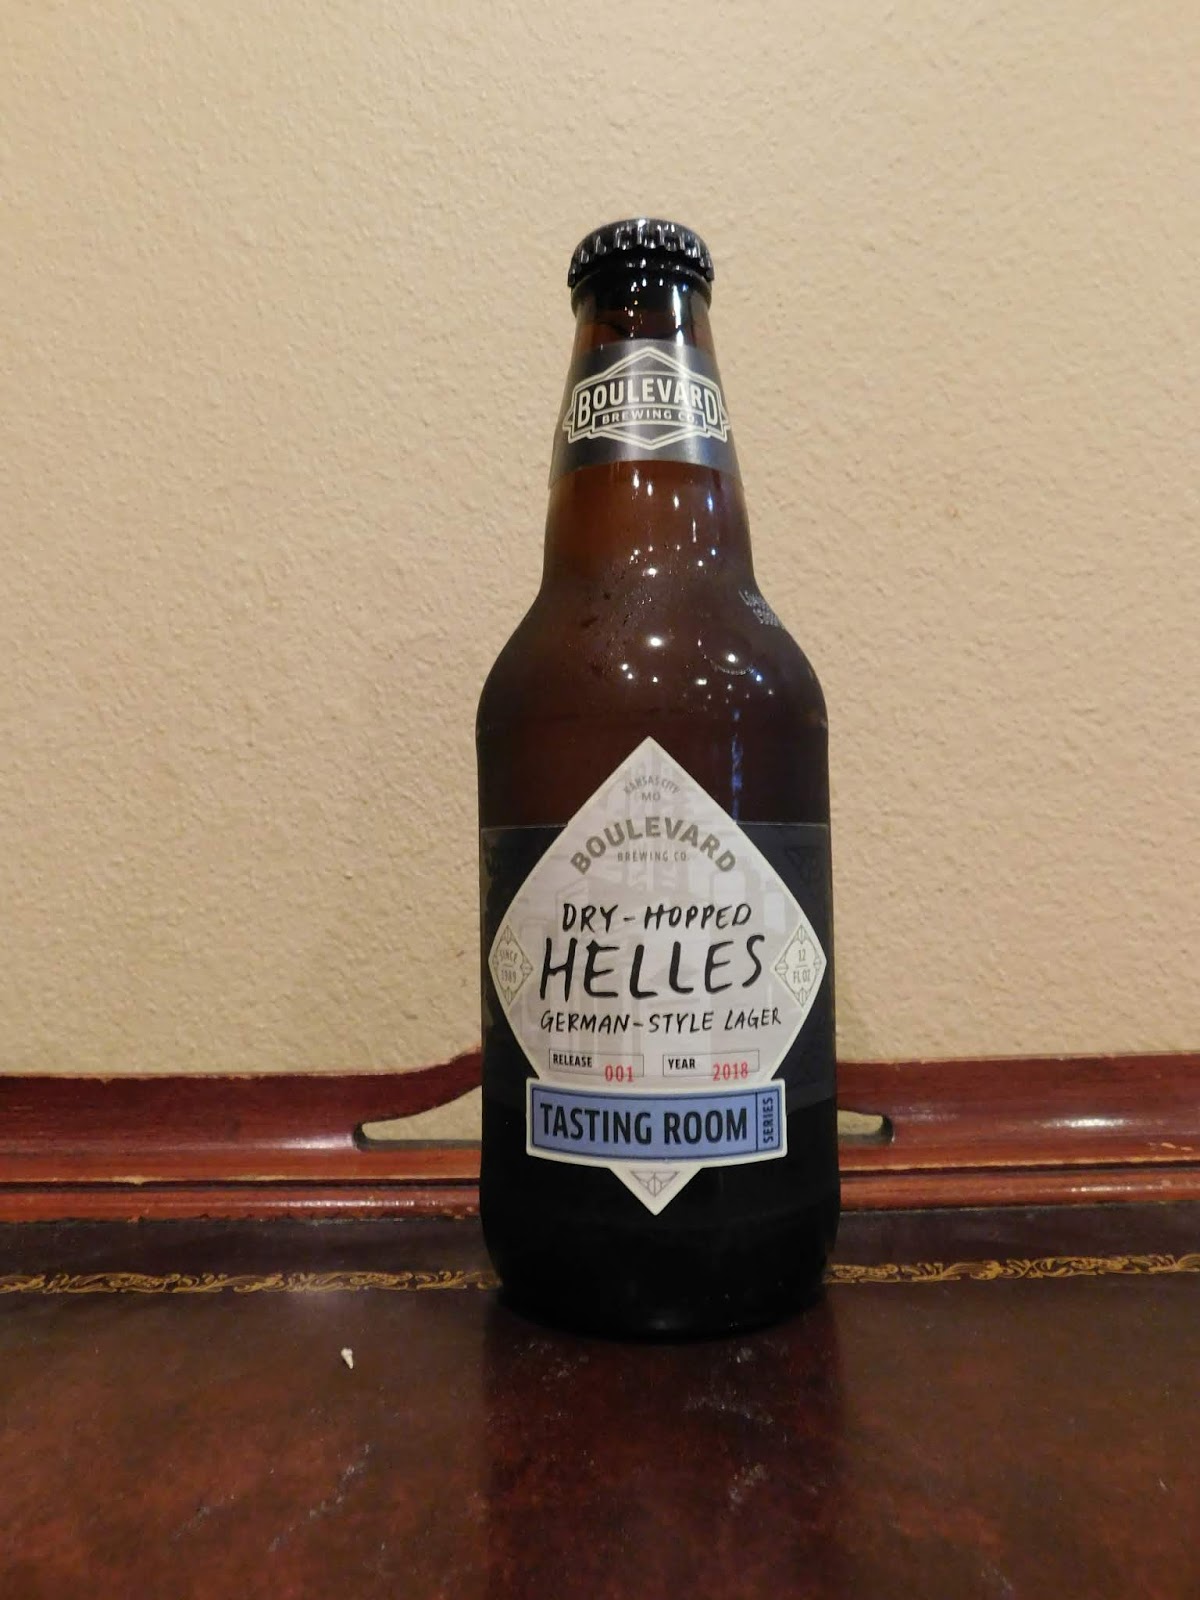 BOULEVARD
BREWING CO.
KANSAS CITY
MO
BOULEVARD
BREWING CO.
DRY-HOPPED
HELLES
SINCE
1989
12
FL OZ
GERMAN-STYLE LAGER
RELEASE 001 YEAR 2018
TASTING ROOM SERIES